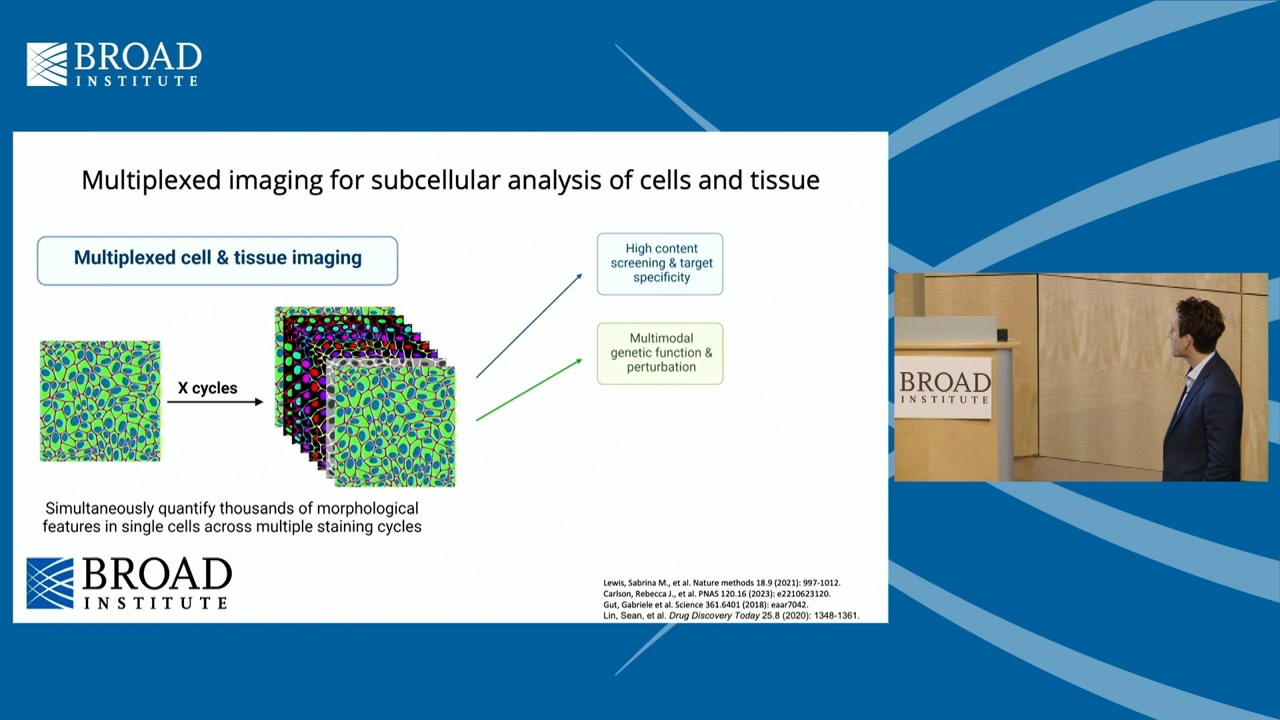 BROAD
INSTITUTE
Multiplexed imaging for subcellular analysis of cells and tissue
Multiplexed cell & tissue imaging
X cycles
Simultaneously quantify thousands of morphological
features in single cells across multiple staining cycles
High content
screening & target
specificity
Multimodal
genetic function &
perturbation
BROAD
INSTITUTE
Lewis, Sabrina M., et al. Nature methods 18.9 (2021): 997-1012.
Carlson, Rebecca J., et al. PNAS 120.16 (2023): e2210623120.
Gut, Gabriele et al. Science 361.6401 (2018): eaar7042.
Lin, Sean, et al. Drug Discovery Today 25.8 (2020): 1348-1361.
BROAD
INSTITUTE